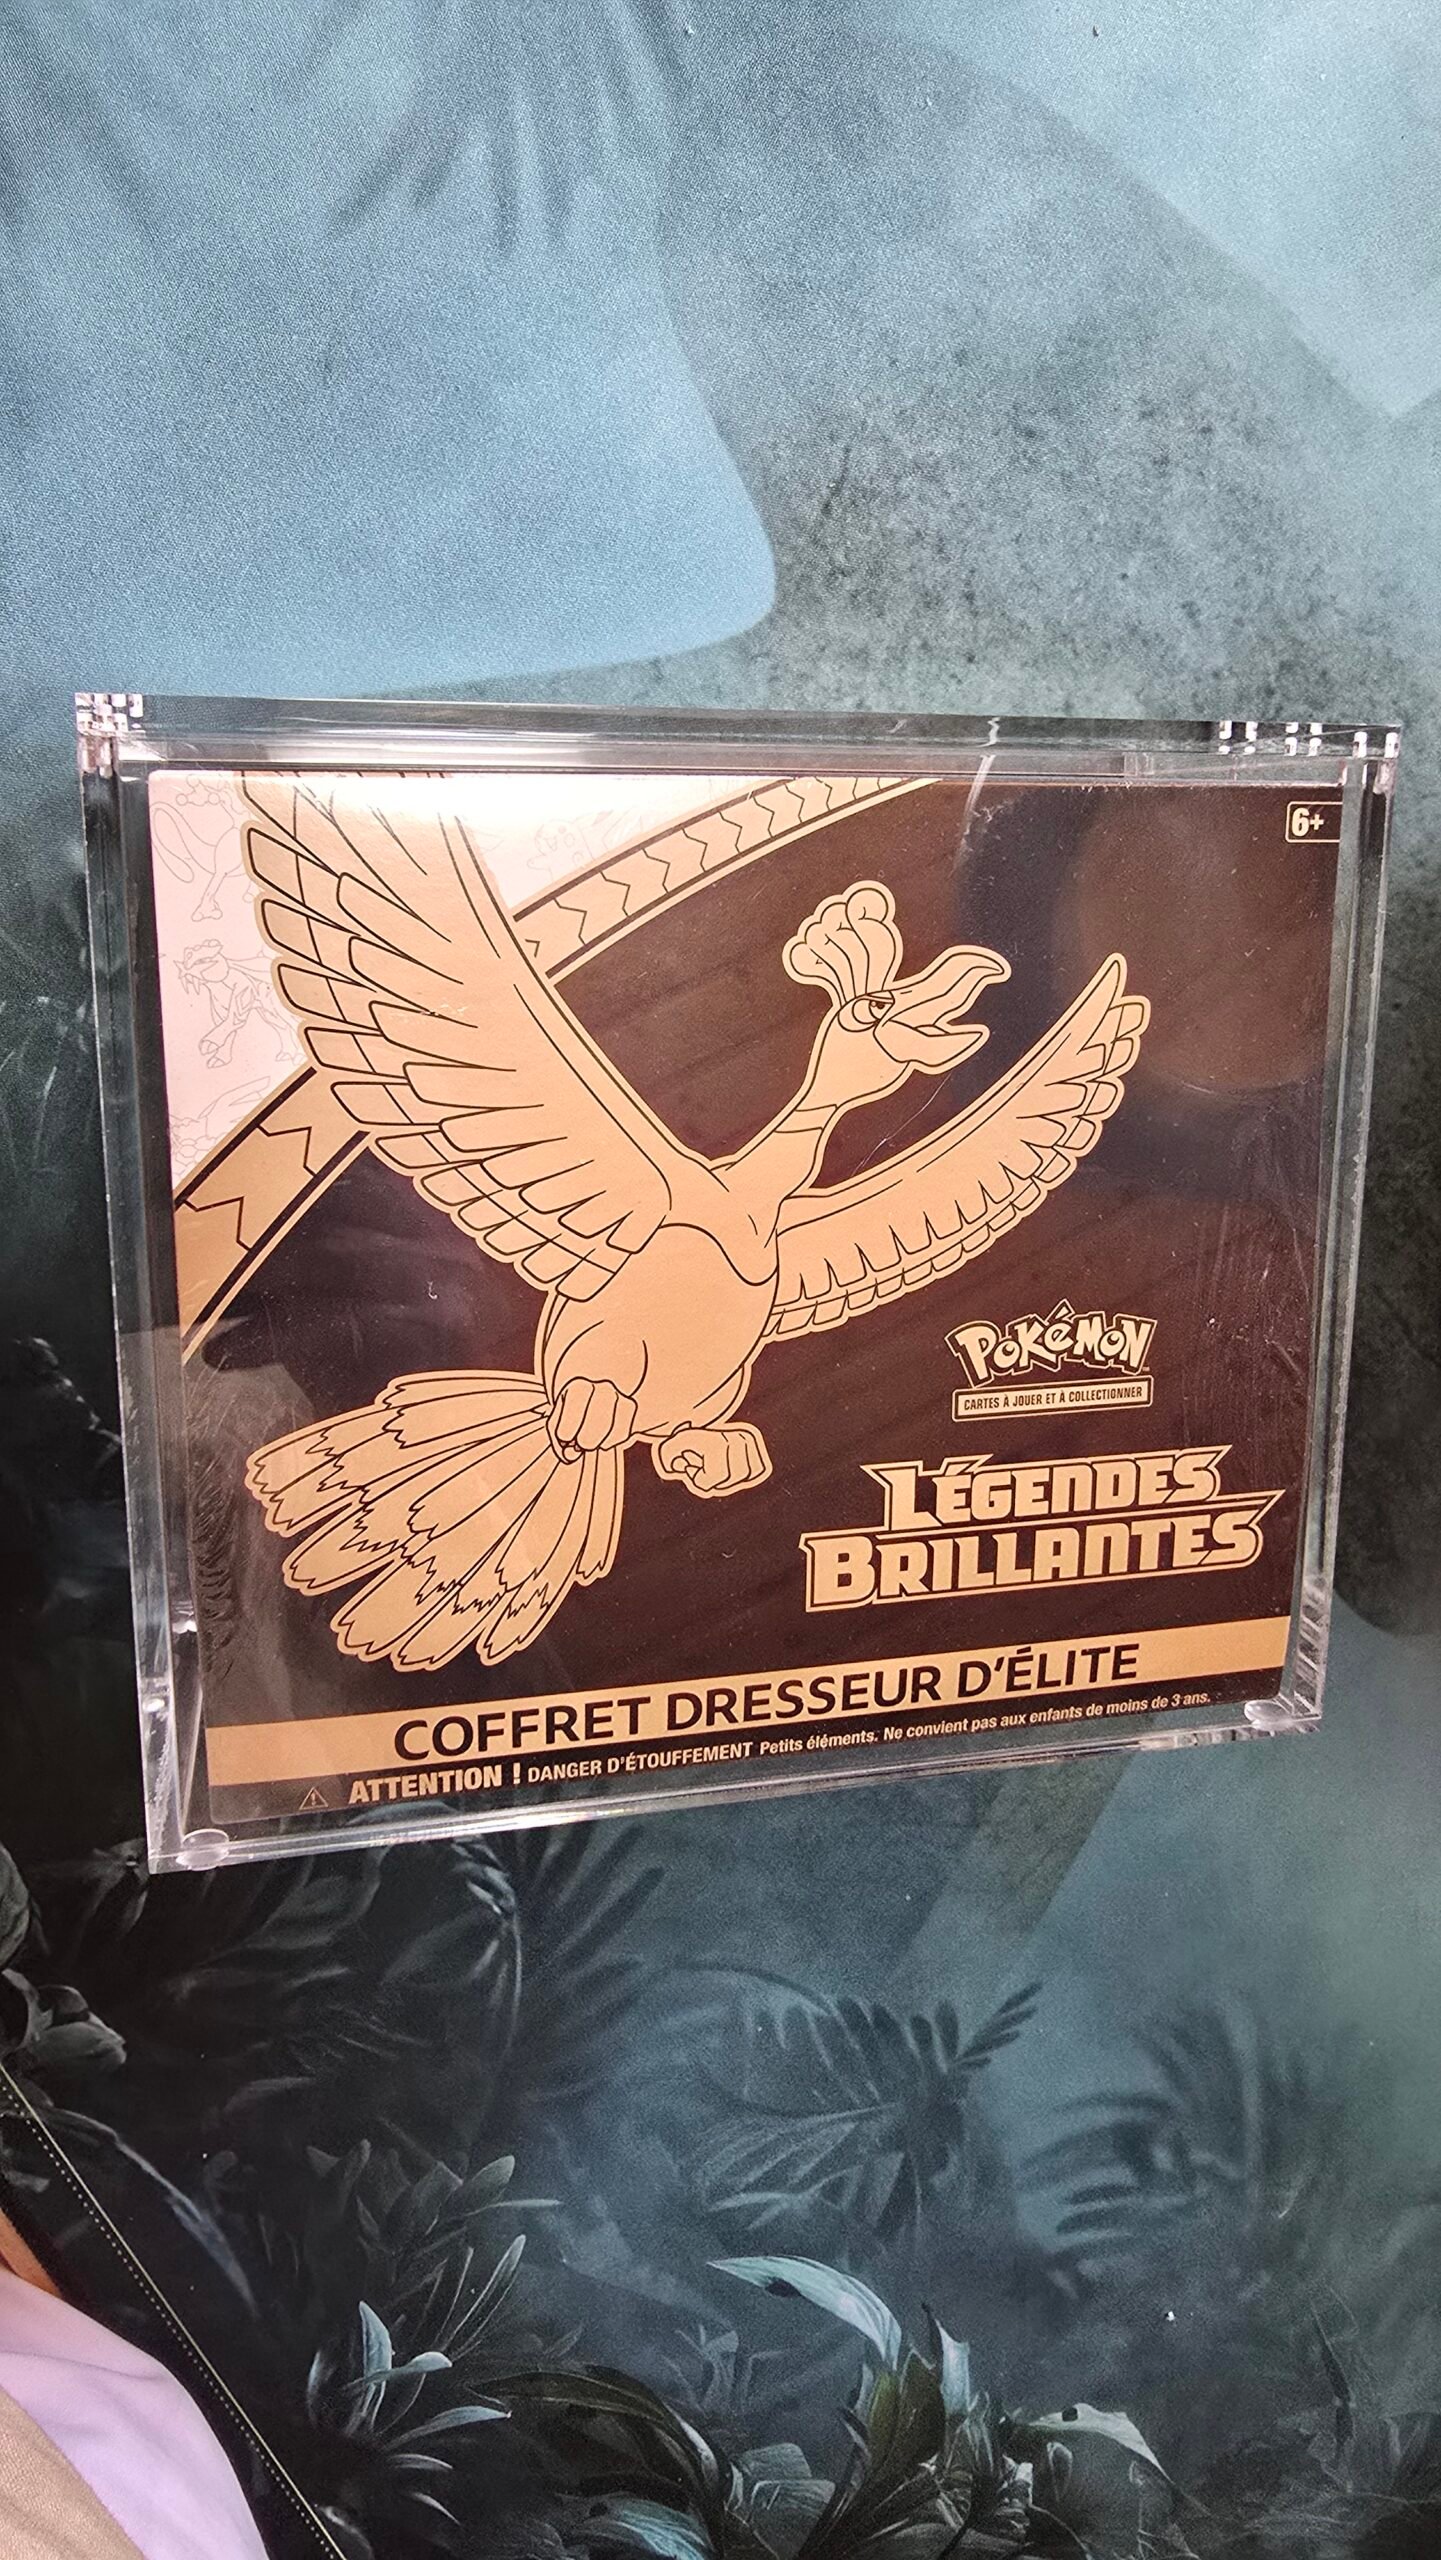 6+
POKÉMON
CARTES À JOUER ET À COLLECTIONNER
LÉGENDES
BRILLANTES
COFFRET DRESSEUR D'ÉLITE
ATTENTION ! DANGER D'ÉTOUFFEMENT Petits éléments. Ne convient pas aux enfants de moins de 3 ans.